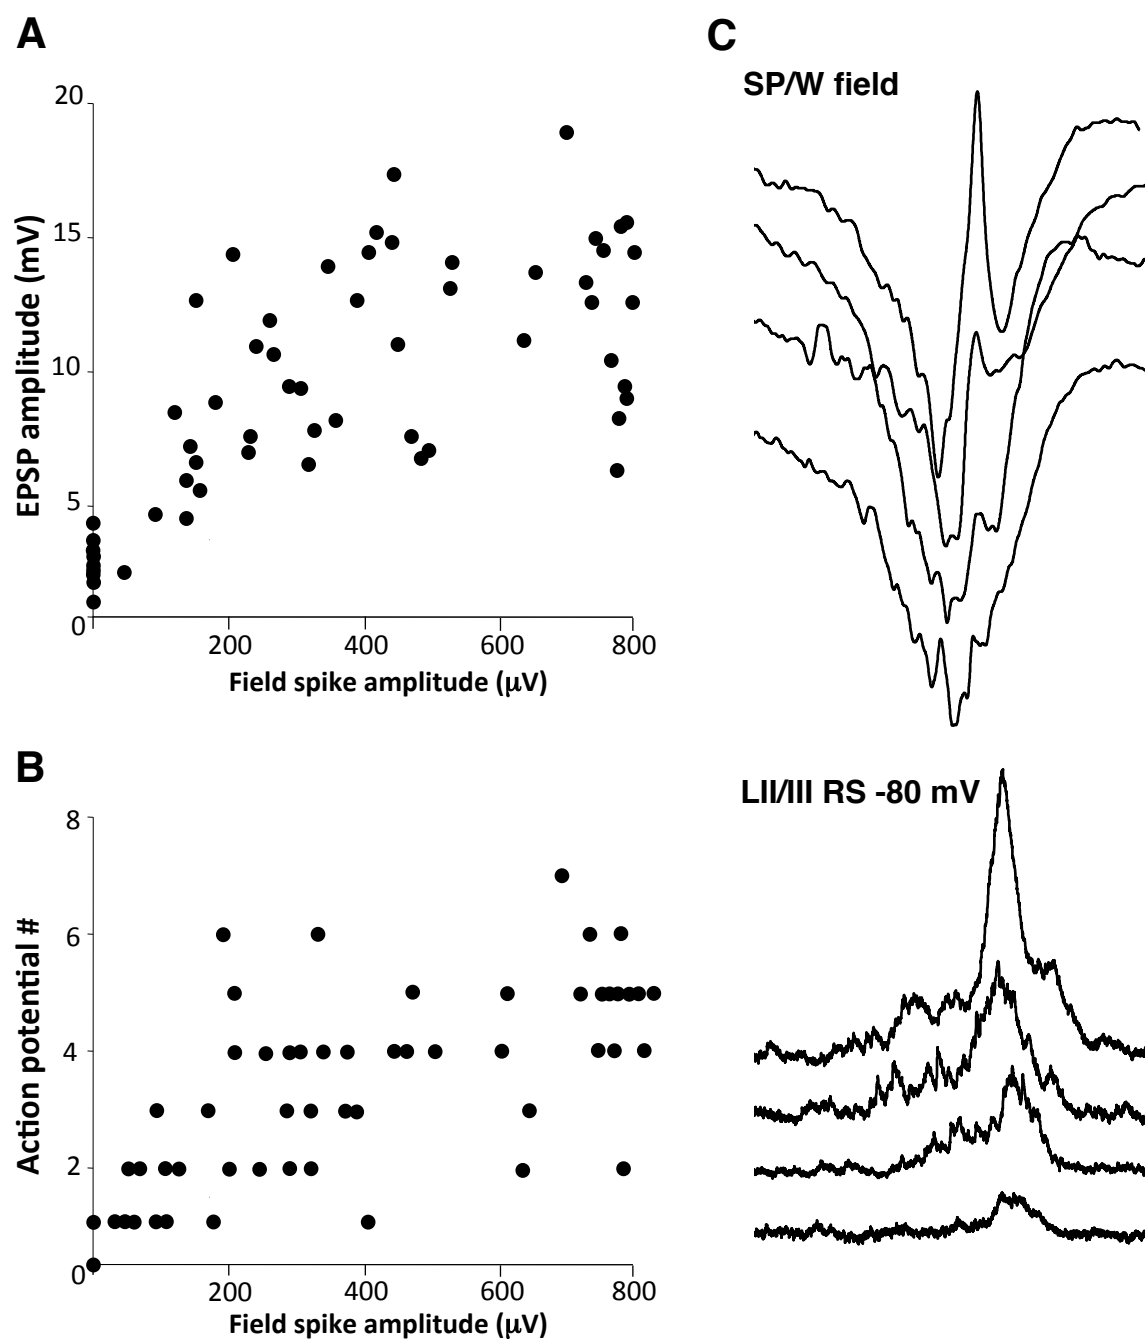 A
C
SP/W field
20
15
10
5
0
EPSP amplitude (mV)
200
400
600
800
Field spike amplitude (µV)
B
LII/III RS -80 mV
8
6
4
2
0
Action potential #
200
400
600
800
Field spike amplitude (µV)